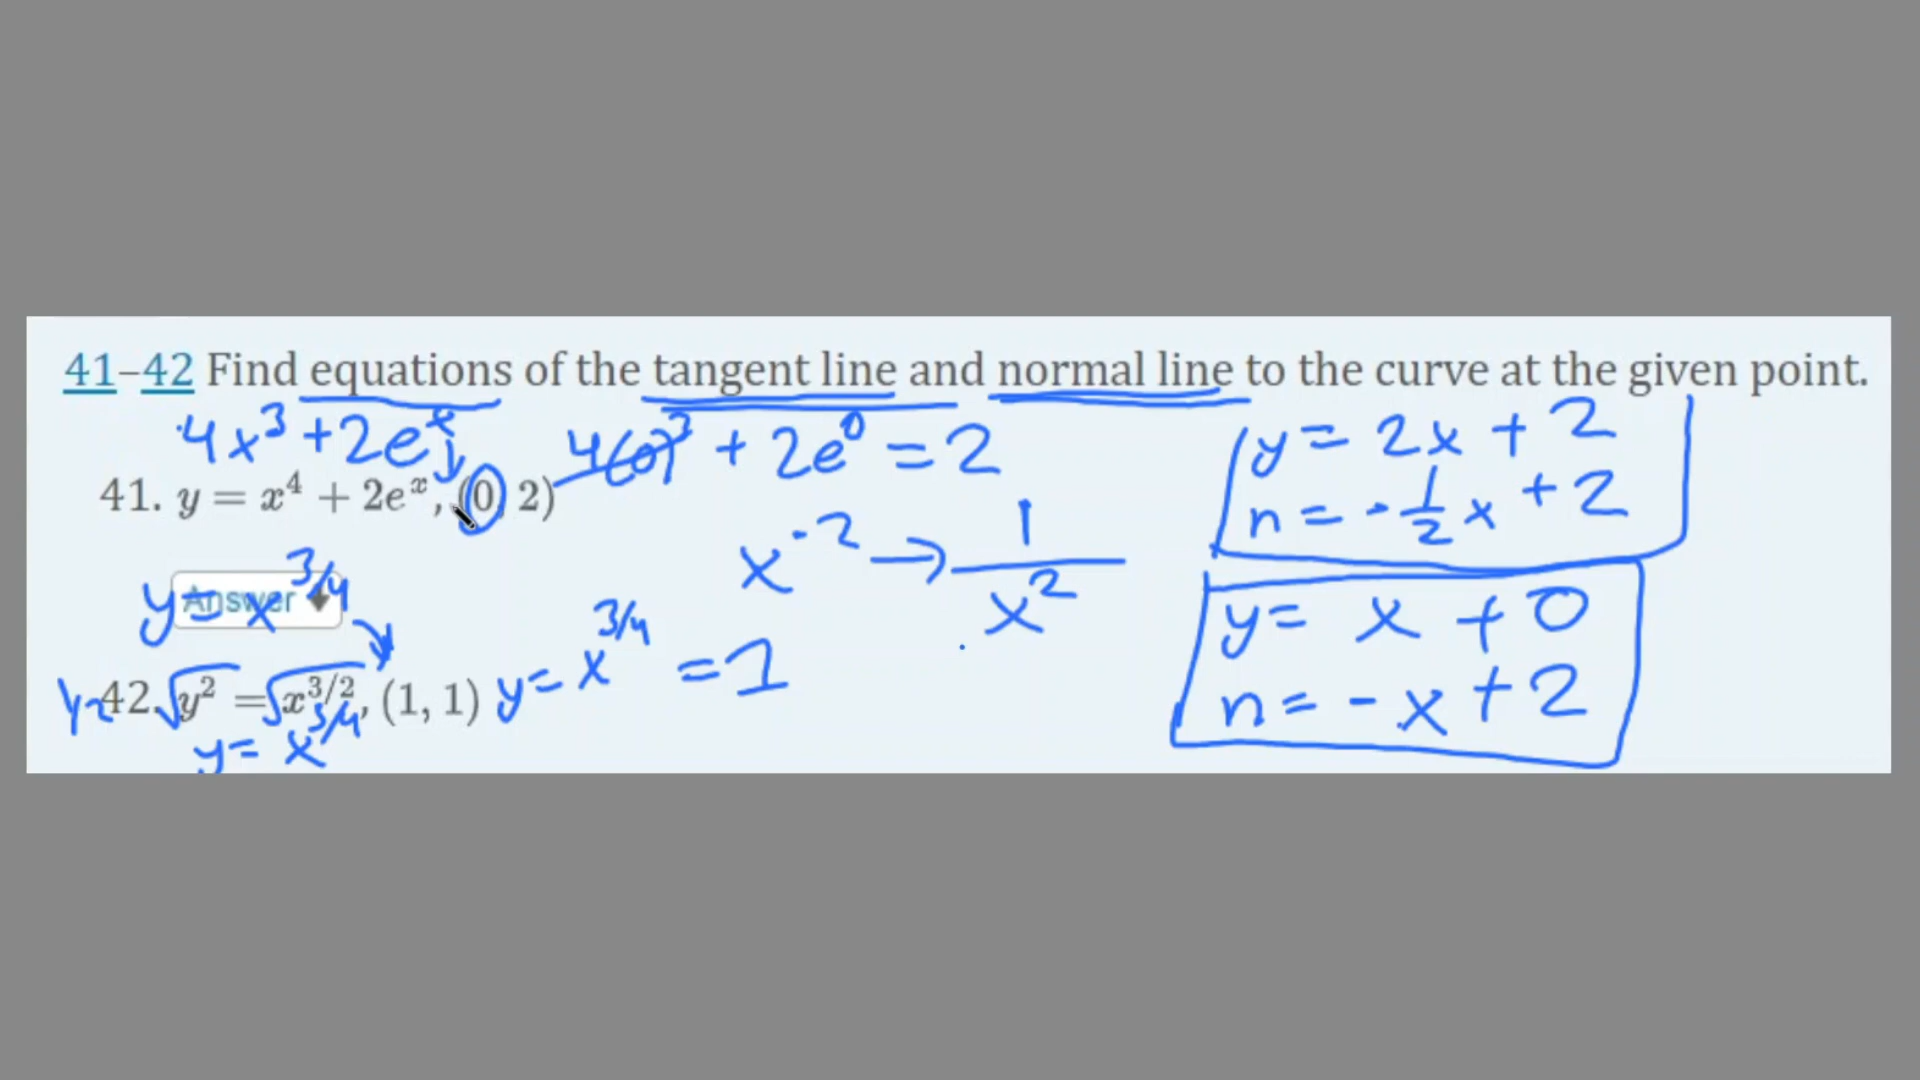 41–42 Find equations of the tangent line and normal line to the curve at the given point.
4x³ + 2eˣ
4(0)³ + 2e⁰ = 2
y = 2x + 2
41. y = x⁴ + 2eˣ, (0, 2)
n = -1/2 x + 2
x⁻² → 1/x²
y = x^3/4
Answer
y = x + 0
42. √y² = √x^3/2, (1, 1) y = x^3/4 = 1
n = -x + 2
y = x^3/4